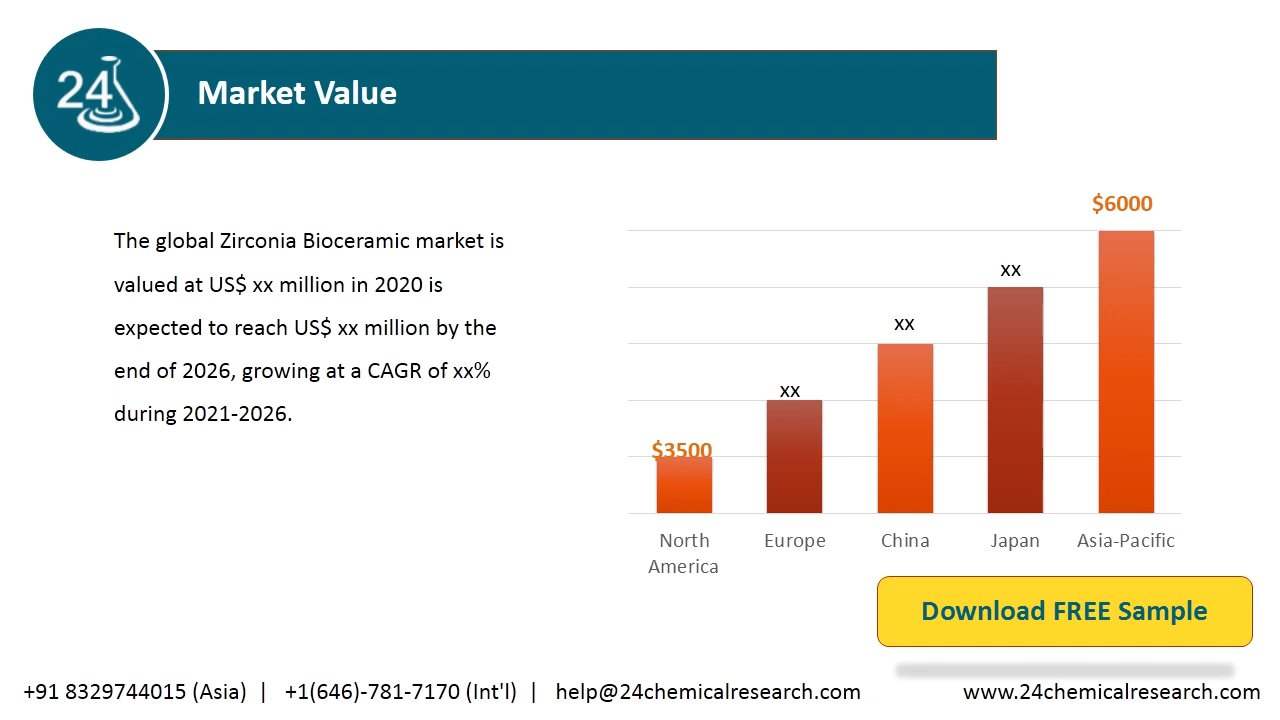 24
Market Value
The global Zirconia Bioceramic market is
valued at US$ xx million in 2020 is
expected to reach US$ xx million by the
end of 2026, growing at a CAGR of xx%
during 2021-2026.
$6000
xx
xx
xx
$3500
North
America
Europe
China
Japan
Asia-Pacific
Download FREE Sample
+91 8329744015 (Asia) | +1(646)-781-7170 (Int'l) | help@24chemicalresearch.com
www.24chemicalresearch.com